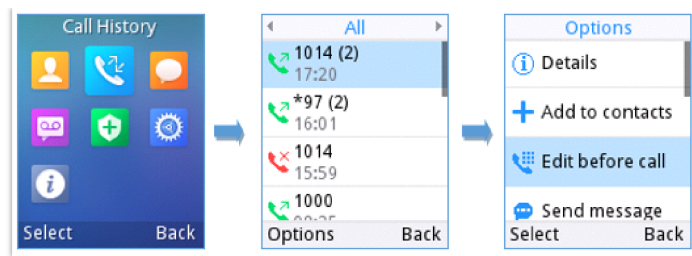 Call History
Select Back
All
1014 (2)
17:20
*97 (2)
16:01
1014
15:59
1000
Options Back
Options
Details
Add to contacts
Edit before call
Send message
Select Back